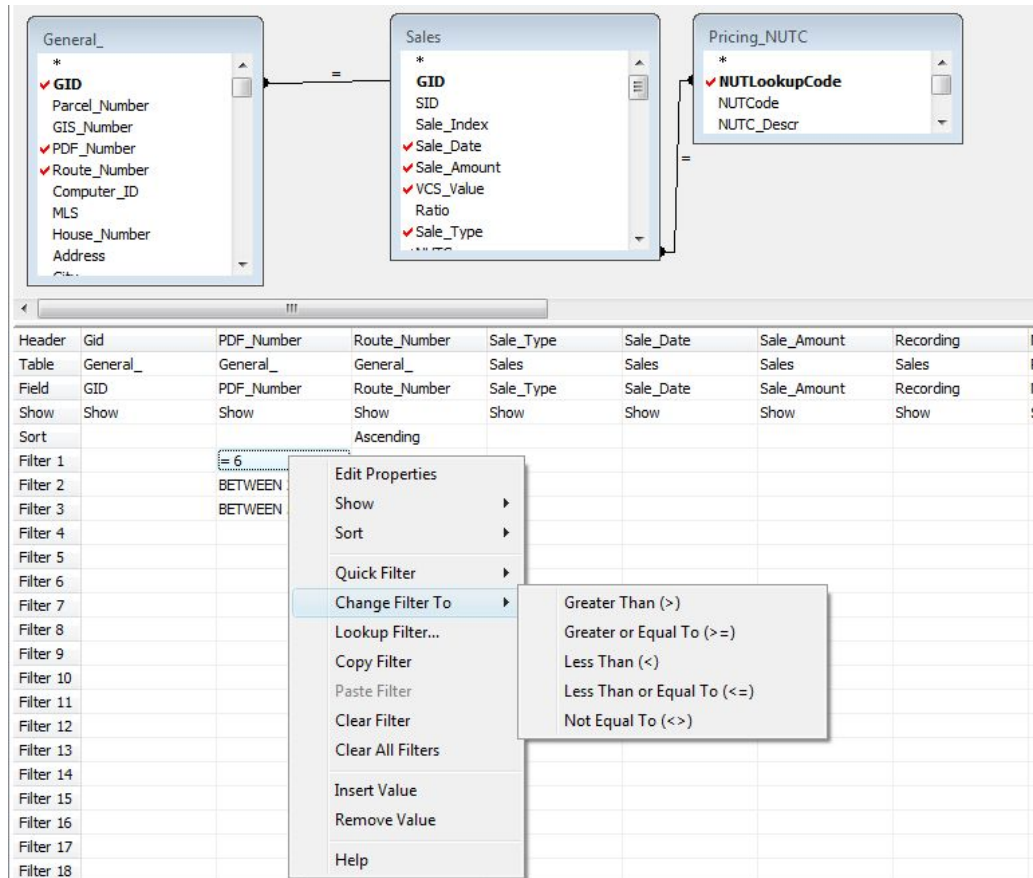 General_
*
GID
Parcel_Number
GIS_Number
PDF_Number
Route_Number
Computer_ID
MLS
House_Number
Address
=
Sales
*
GID
SID
Sale_Index
Sale_Date
Sale_Amount
VCS_Value
Ratio
Sale_Type
=
Pricing_NUTC
*
NUTLookupCode
NUTCode
NUTC_Descr
Header Gid PDF_Number Route_Number Sale_Type Sale_Date Sale_Amount Recording
Table General_ General_ General_ Sales Sales Sales Sales
Field GID PDF_Number Route_Number Sale_Type Sale_Date Sale_Amount Recording
Show Show Show Show Show Show Show Show
Sort Ascending
Filter 1 = 6
Filter 2 BETWEEN
Filter 3 BETWEEN
Filter 4
Filter 5
Filter 6
Filter 7
Filter 8
Filter 9
Filter 10
Filter 11
Filter 12
Filter 13
Filter 14
Filter 15
Filter 16
Filter 17
Filter 18
Edit Properties
Show
Sort
Quick Filter
Change Filter To
Lookup Filter...
Copy Filter
Paste Filter
Clear Filter
Clear All Filters
Insert Value
Remove Value
Help
Greater Than (>)
Greater or Equal To (>=)
Less Than (<)
Less Than or Equal To (<=)
Not Equal To (<>)